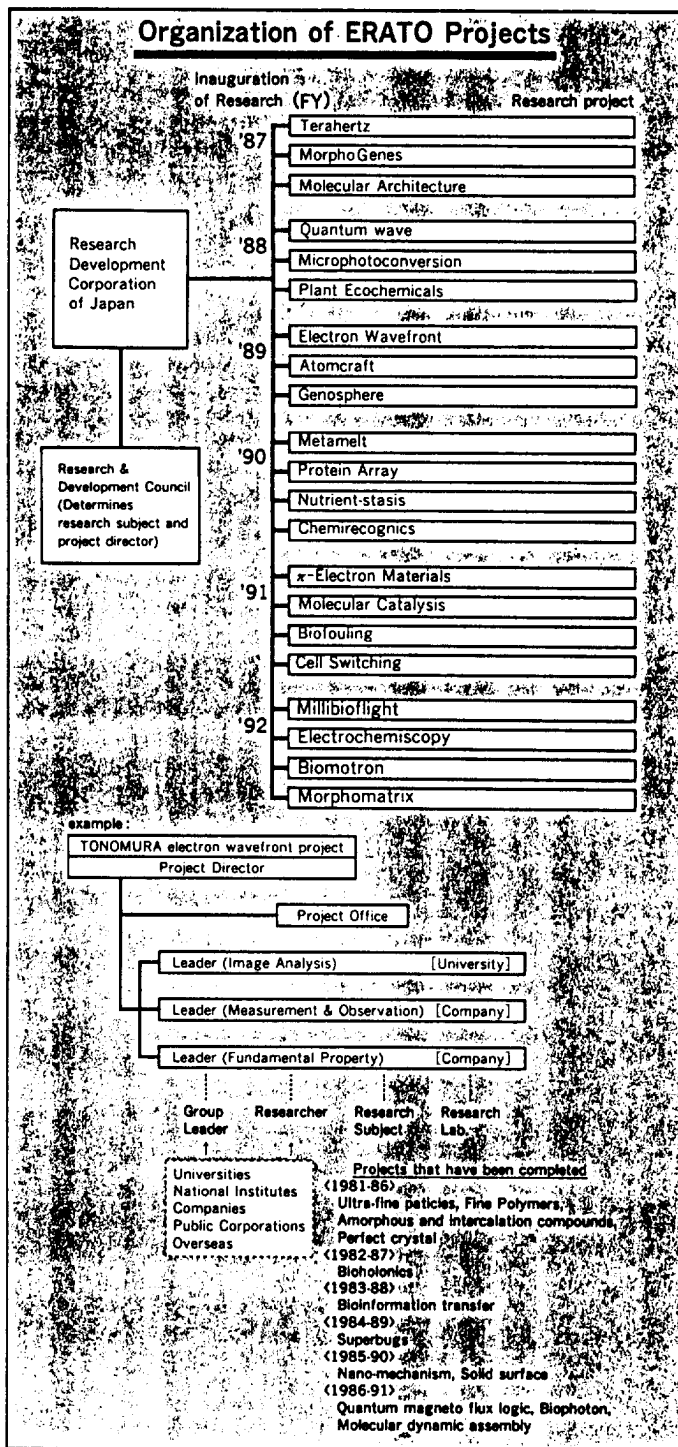 Organization of ERATO Projects
Inauguration
of Research (FY)
Research project
'87
Terahertz
MorphoGenes
Molecular Architecture
Research
Development
Corporation
of Japan
'88
Quantum wave
Microphotoconversion
Plant Ecochemicals
'89
Electron Wavefront
Atomcraft
Genosphere
Research &
Development Council
(Determines
research subject and
project director)
'90
Metamelt
Protein Array
Nutrient-stasis
Chemirecognics
'91
π-Electron Materials
Molecular Catalysis
Biofouling
Cell Switching
'92
Millibioflight
Electrochemiscopy
Biomotron
Morphomatrix
example :
TONOMURA electron wavefront project
Project Director
Project Office
Leader (Image Analysis) [University]
Leader (Measurement & Observation) [Company]
Leader (Fundamental Property) [Company]
Group
Leader
Researcher
Research
Subject
Research
Lab.
Universities
National Institutes
Companies
Public Corporations
Overseas
Projects that have been completed
<1981-86>
Ultra-fine paticies, Fine Polymers,
Amorphous and intercalation compounds,
Perfect crystal
<1982-87>
Bioholonics
<1983-88>
Bioinformation transfer
<1984-89>
Superbugs
<1985-90>
Nano-mechanism, Solid surface
<1986-91>
Quantum magneto flux logic, Biophoton,
Molecular dynamic assembly